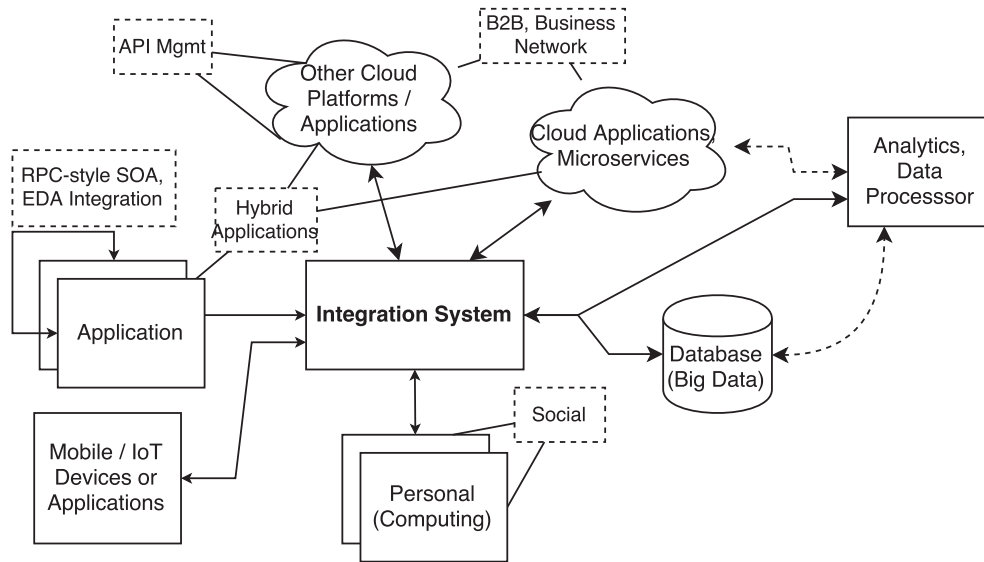 B2B, Business
Network
API Mgmt
Other Cloud
Platforms /
Applications
Cloud Applications,
Microservices
Analytics,
Data
Processsor
RPC-style SOA,
EDA Integration
Hybrid
Applications
Integration System
Application
Database
(Big Data)
Social
Mobile / IoT
Devices or
Applications
Personal
(Computing)